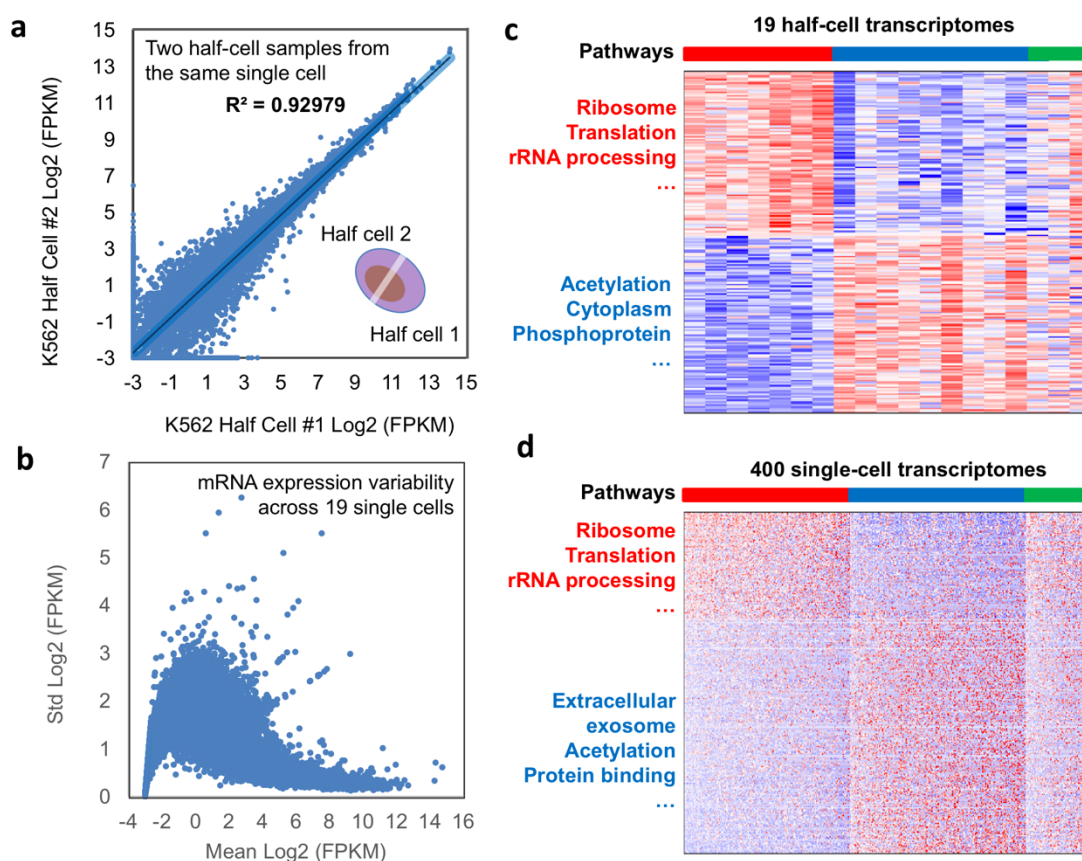 a
Two half-cell samples from
the same single cell
R² = 0.92979
K562 Half Cell #2 Log2 (FPKM)
15
13
11
9
7
5
3
1
-1
-3
Half cell 2
Half cell 1
-3 -1 1 3 5 7 9 11 13 15
K562 Half Cell #1 Log2 (FPKM)
b
mRNA expression variability
across 19 single cells
Std Log2 (FPKM)
7
6
5
4
3
2
1
0
-4 -2 0 2 4 6 8 10 12 14 16
Mean Log2 (FPKM)
c
19 half-cell transcriptomes
Pathways
Ribosome
Translation
rRNA processing
...
Acetylation
Cytoplasm
Phosphoprotein
...
d
400 single-cell transcriptomes
Pathways
Ribosome
Translation
rRNA processing
...
Extracellular
exosome
Acetylation
Protein binding
...